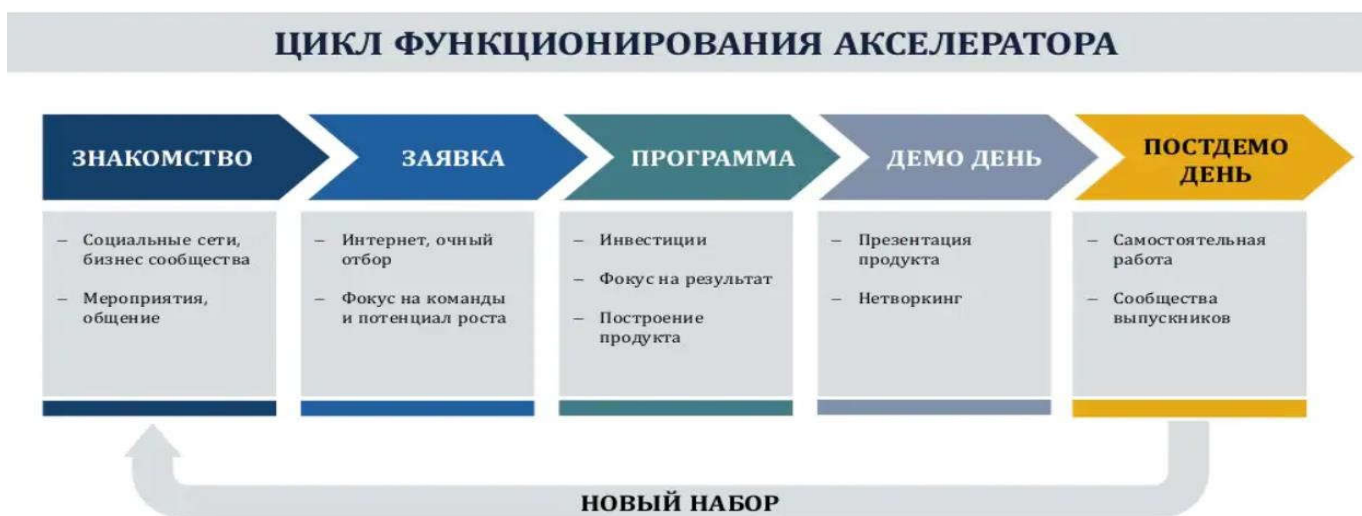 ЦИКЛ ФУНКЦИОНИРОВАНИЯ АКСЕЛЕРАТОРА
ЗНАКОМСТВО
– Социальные сети,
бизнес сообщества
– Мероприятия,
общение
ЗАЯВКА
– Интернет, очный
отбор
– Фокус на команды
и потенциал роста
ПРОГРАММА
– Инвестиции
– Фокус на результат
– Построение
продукта
ДЕМО ДЕНЬ
– Презентация
продукта
– Нетворкинг
ПОСТДЕМО
ДЕНЬ
– Самостоятельная
работа
– Сообщества
выпускников
НОВЫЙ НАБОР